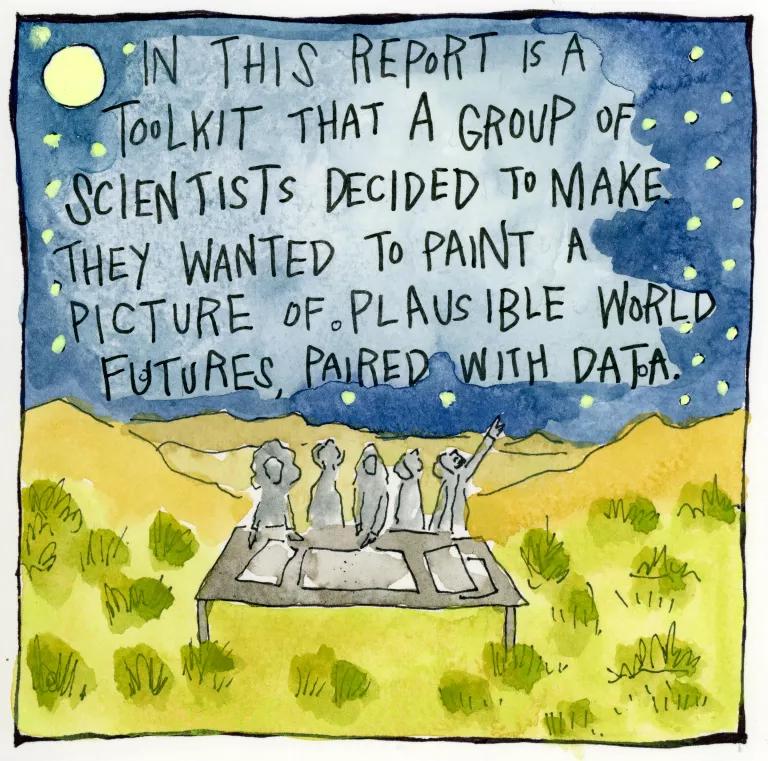 IN THIS REPORT IS A
TOOLKIT THAT A GROUP OF
SCIENTISTS DECIDED TO MAKE.
THEY WANTED TO PAINT A
PICTURE OF PLAUSIBLE WORLD
FUTURES, PAIRED WITH DATA.